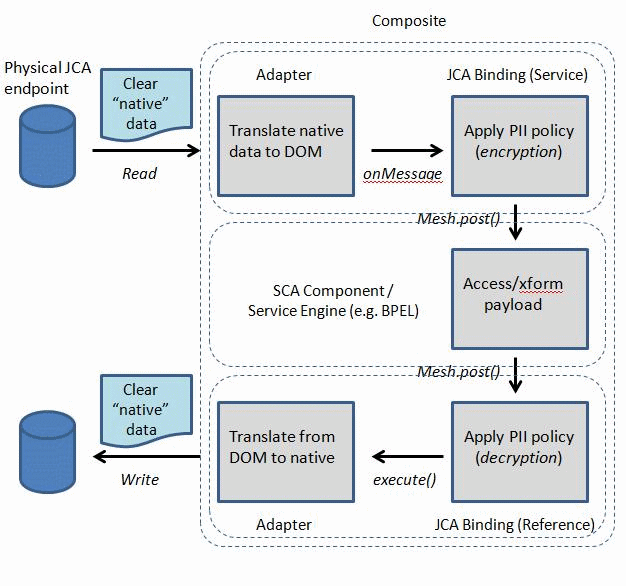 Composite
Physical JCA
endpoint
Clear
“native”
data
Read
Adapter
Translate native
data to DOM
onMessage
JCA Binding (Service)
Apply PII policy
(encryption)
Mesh.post()
SCA Component /
Service Engine (e.g. BPEL)
Access/xform
payload
Mesh.post()
Apply PII policy
(decryption)
JCA Binding (Reference)
execute()
Translate from
DOM to native
Adapter
Clear
“native”
data
Write